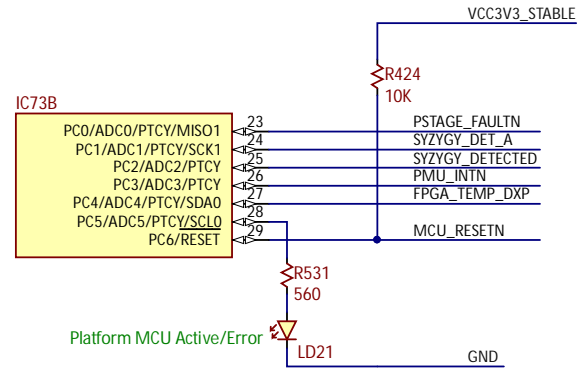 VCC3V3_STABLE
R424
10K
IC73B
PC0/ADC0/PTCY/MISO1 23 PSTAGE_FAULTN
PC1/ADC1/PTCY/SCK1 24 SYZYGY_DET_A
PC2/ADC2/PTCY 25 SYZYGY_DETECTED
PC3/ADC3/PTCY 26 PMU_INTN
PC4/ADC4/PTCY/SDA0 27 FPGA_TEMP_DXP
PC5/ADC5/PTCY/SCL0 28
PC6/RESET 29 MCU_RESETN
R531
560
Platform MCU Active/Error
LD21
GND